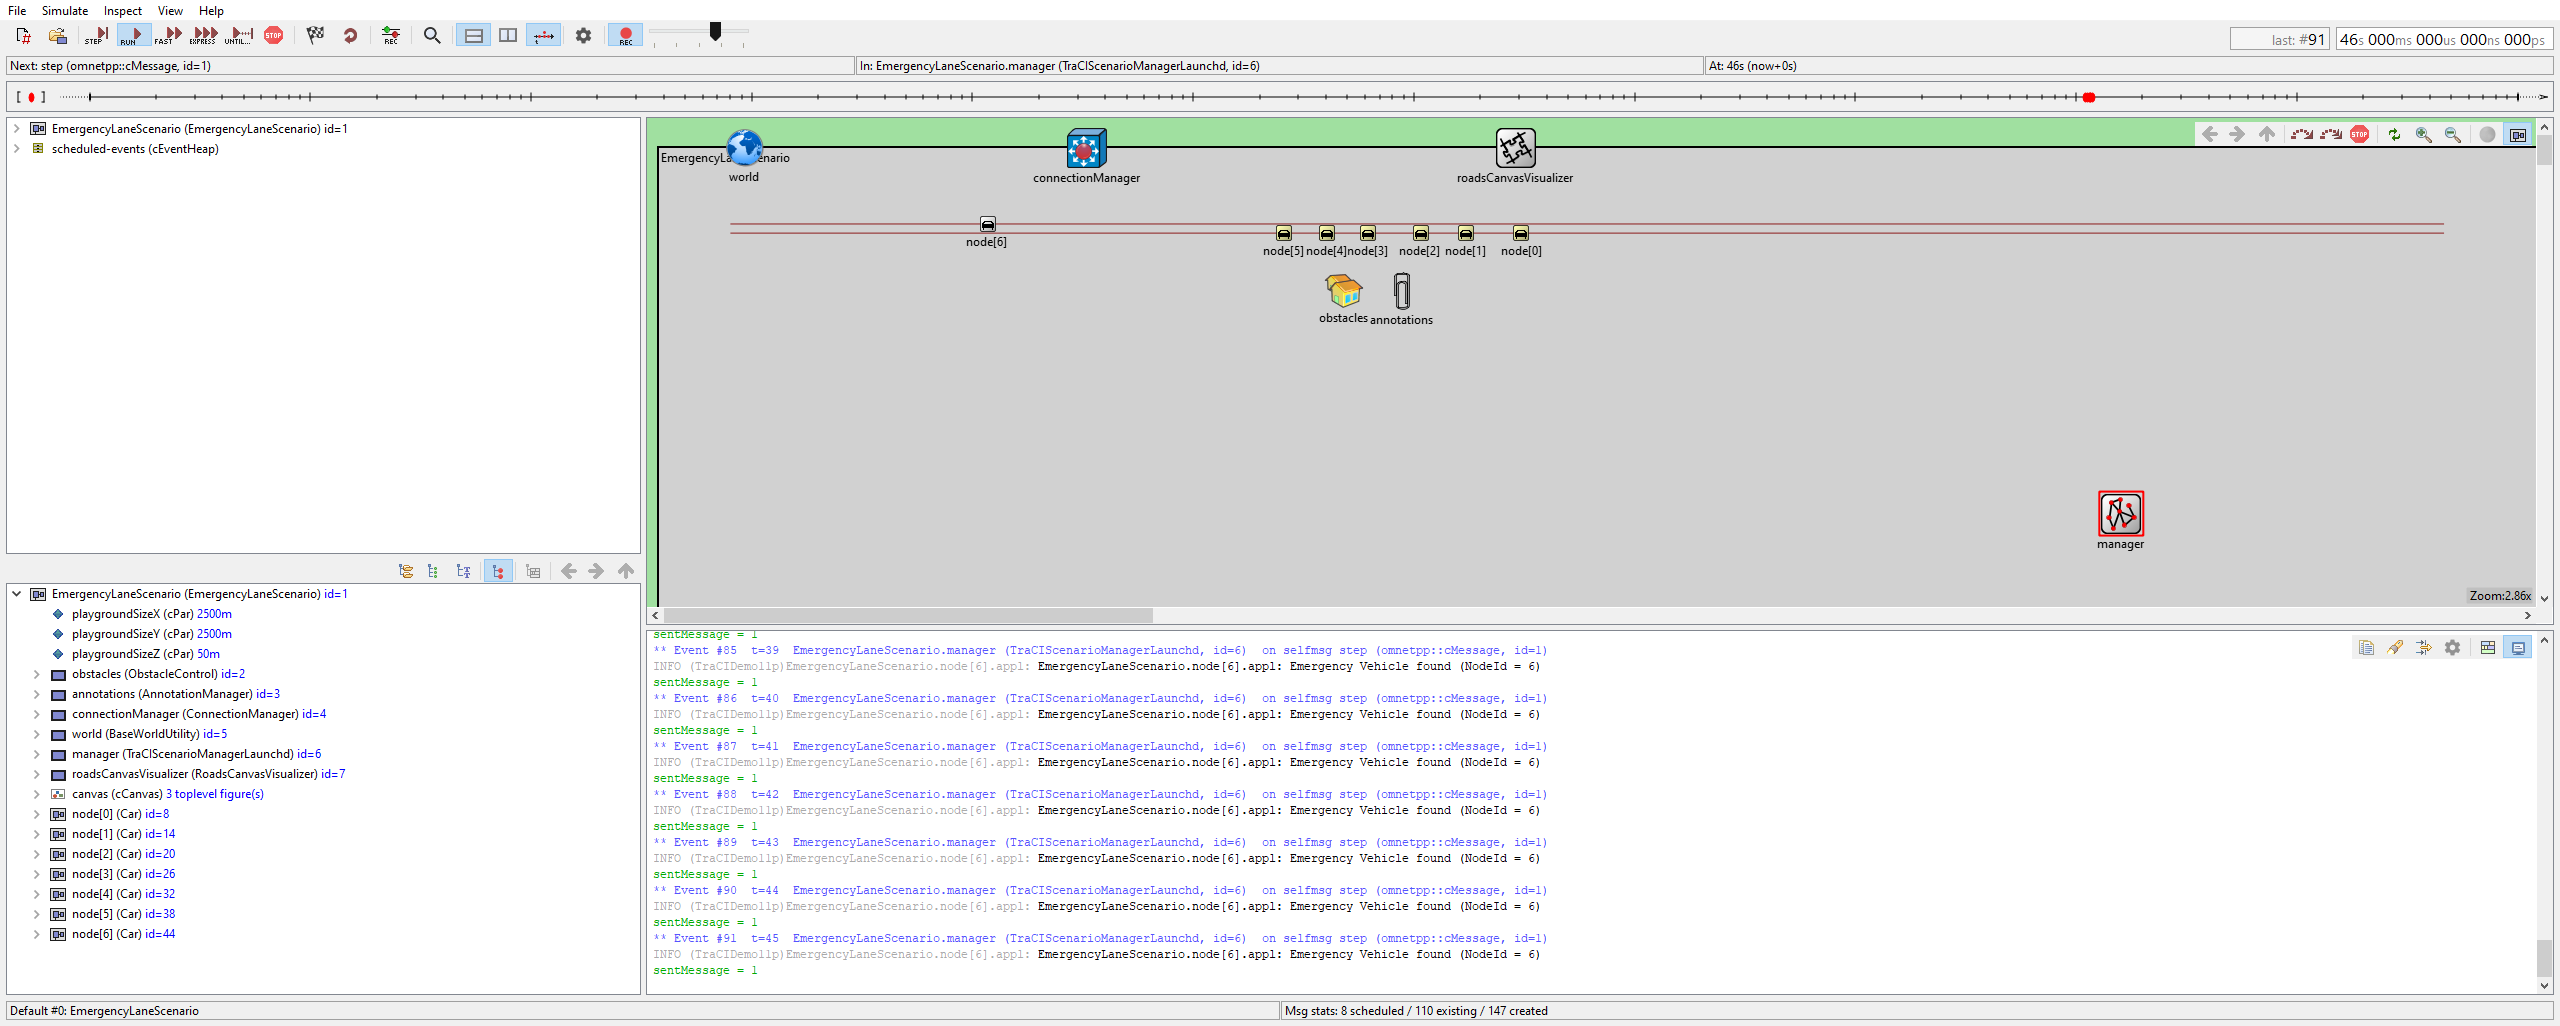 File Simulate Inspect View Help
STEP RUN FAST EXPRESS UNTIL... STOP REC REC
last: #91 46s 000ms 000us 000ns 000ps
Next: step (omnetpp::cMessage, id=1) In: EmergencyLaneScenario.manager (TraCIScenarioManagerLaunchd, id=6) At: 46s (now+0s)
EmergencyLaneScenario (EmergencyLaneScenario) id=1
scheduled-events (cEventHeap)
EmergencyLaneScenario (EmergencyLaneScenario) id=1
playgroundSizeX (cPar) 2500m
playgroundSizeY (cPar) 2500m
playgroundSizeZ (cPar) 50m
obstacles (ObstacleControl) id=2
annotations (AnnotationManager) id=3
connectionManager (ConnectionManager) id=4
world (BaseWorldUtility) id=5
manager (TraCIScenarioManagerLaunchd) id=6
roadsCanvasVisualizer (RoadsCanvasVisualizer) id=7
canvas (cCanvas) 3 toplevel figure(s)
node[0] (Car) id=8
node[1] (Car) id=14
node[2] (Car) id=20
node[3] (Car) id=26
node[4] (Car) id=32
node[5] (Car) id=38
node[6] (Car) id=44
STOP
world connectionManager roadsCanvasVisualizer
node[6]
node[5] node[4] node[3] node[2] node[1] node[0]
obstacles annotations
manager
Zoom:2.86x
sentMessage = 1
** Event #85 t=39 EmergencyLaneScenario.manager (TraCIScenarioManagerLaunchd, id=6) on selfmsg step (omnetpp::cMessage, id=1)
INFO (TraCIDemo11p)EmergencyLaneScenario.node[6].appl: EmergencyLaneScenario.node[6].appl: Emergency Vehicle found (NodeId = 6)
sentMessage = 1
** Event #86 t=40 EmergencyLaneScenario.manager (TraCIScenarioManagerLaunchd, id=6) on selfmsg step (omnetpp::cMessage, id=1)
INFO (TraCIDemo11p)EmergencyLaneScenario.node[6].appl: EmergencyLaneScenario.node[6].appl: Emergency Vehicle found (NodeId = 6)
sentMessage = 1
** Event #87 t=41 EmergencyLaneScenario.manager (TraCIScenarioManagerLaunchd, id=6) on selfmsg step (omnetpp::cMessage, id=1)
INFO (TraCIDemo11p)EmergencyLaneScenario.node[6].appl: EmergencyLaneScenario.node[6].appl: Emergency Vehicle found (NodeId = 6)
sentMessage = 1
** Event #88 t=42 EmergencyLaneScenario.manager (TraCIScenarioManagerLaunchd, id=6) on selfmsg step (omnetpp::cMessage, id=1)
INFO (TraCIDemo11p)EmergencyLaneScenario.node[6].appl: EmergencyLaneScenario.node[6].appl: Emergency Vehicle found (NodeId = 6)
sentMessage = 1
** Event #89 t=43 EmergencyLaneScenario.manager (TraCIScenarioManagerLaunchd, id=6) on selfmsg step (omnetpp::cMessage, id=1)
INFO (TraCIDemo11p)EmergencyLaneScenario.node[6].appl: EmergencyLaneScenario.node[6].appl: Emergency Vehicle found (NodeId = 6)
sentMessage = 1
** Event #90 t=44 EmergencyLaneScenario.manager (TraCIScenarioManagerLaunchd, id=6) on selfmsg step (omnetpp::cMessage, id=1)
INFO (TraCIDemo11p)EmergencyLaneScenario.node[6].appl: EmergencyLaneScenario.node[6].appl: Emergency Vehicle found (NodeId = 6)
sentMessage = 1
** Event #91 t=45 EmergencyLaneScenario.manager (TraCIScenarioManagerLaunchd, id=6) on selfmsg step (omnetpp::cMessage, id=1)
INFO (TraCIDemo11p)EmergencyLaneScenario.node[6].appl: EmergencyLaneScenario.node[6].appl: Emergency Vehicle found (NodeId = 6)
sentMessage = 1
Default #0: EmergencyLaneScenario Msg stats: 8 scheduled / 110 existing / 147 created